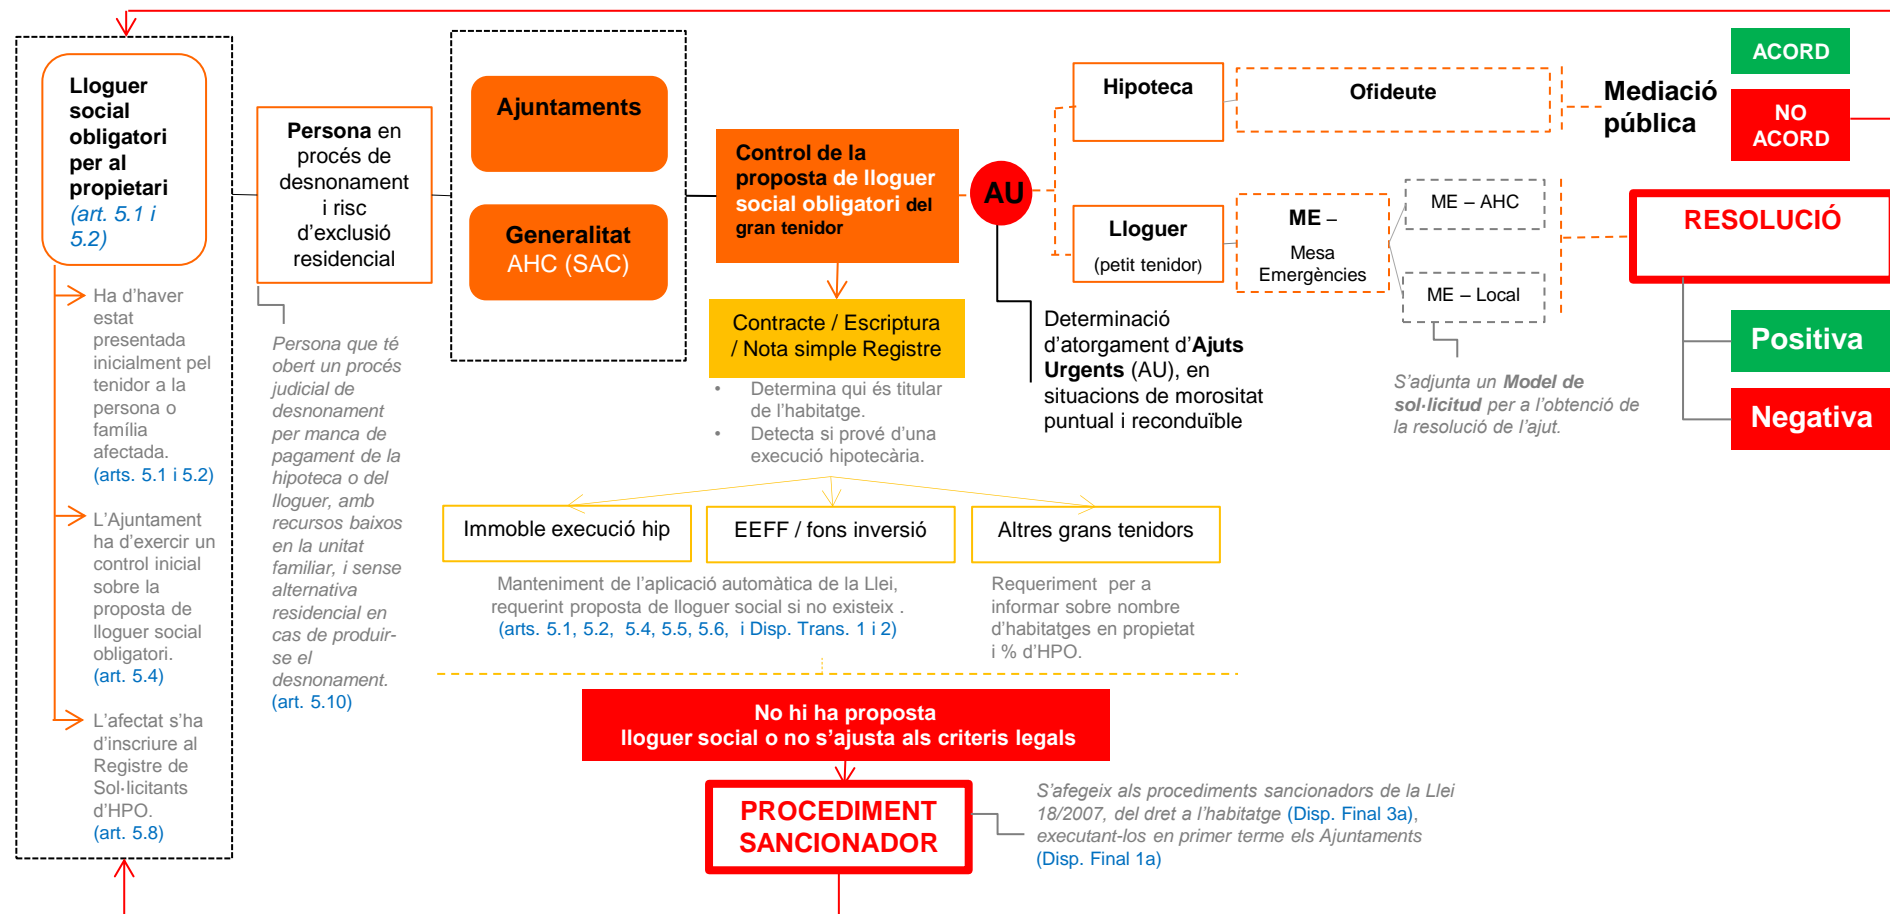 Lloguer
social
obligatori
per al
propietari
(art. 5.1 i
5.2)
Ha d’haver
estat
presentada
inicialment pel
tenidor a la
persona o
família
afectada.
(arts. 5.1 i 5.2)
L’Ajuntament
ha d’exercir un
control inicial
sobre la
proposta de
lloguer social
obligatori.
(art. 5.4)
L’afectat s’ha
d’inscriure al
Registre de
Sol·licitants
d’HPO.
(art. 5.8)
Persona en
procés de
desnonament
i risc
d’exclusió
residencial
Persona que té
obert un procés
judicial de
desnonament
per manca de
pagament de la
hipoteca o del
lloguer, amb
recursos baixos
en la unitat
familiar, i sense
alternativa
residencial en
cas de produir-
se el
desnonament.
(art. 5.10)
Ajuntaments
Generalitat
AHC (SAC)
Control de la
proposta de lloguer
social obligatori del
gran tenidor
Contracte / Escriptura
/ Nota simple Registre
• Determina qui és titular
de l’habitatge.
• Detecta si prové d’una
execució hipotecària.
Immoble execució hip
EEFF / fons inversió
Altres grans tenidors
Manteniment de l’aplicació automàtica de la Llei,
requerint proposta de lloguer social si no existeix .
(arts. 5.1, 5.2, 5.4, 5.5, 5.6, i Disp. Trans. 1 i 2)
Requeriment per a
informar sobre nombre
d’habitatges en propietat
i % d’HPO.
No hi ha proposta
lloguer social o no s’ajusta als criteris legals
PROCEDIMENT
SANCIONADOR
S’afegeix als procediments sancionadors de la Llei
18/2007, del dret a l’habitatge (Disp. Final 3a),
executant-los en primer terme els Ajuntaments
(Disp. Final 1a)
AU
Determinació
d’atorgament d’Ajuts
Urgents (AU), en
situacions de morositat
puntual i reconduïble
Hipoteca
Ofideute
Mediació
pública
ACORD
NO
ACORD
Lloguer
(petit tenidor)
ME –
Mesa
Emergències
ME – AHC
ME – Local
S’adjunta un Model de
sol·licitud per a l’obtenció de
la resolució de l’ajut.
RESOLUCIÓ
Positiva
Negativa